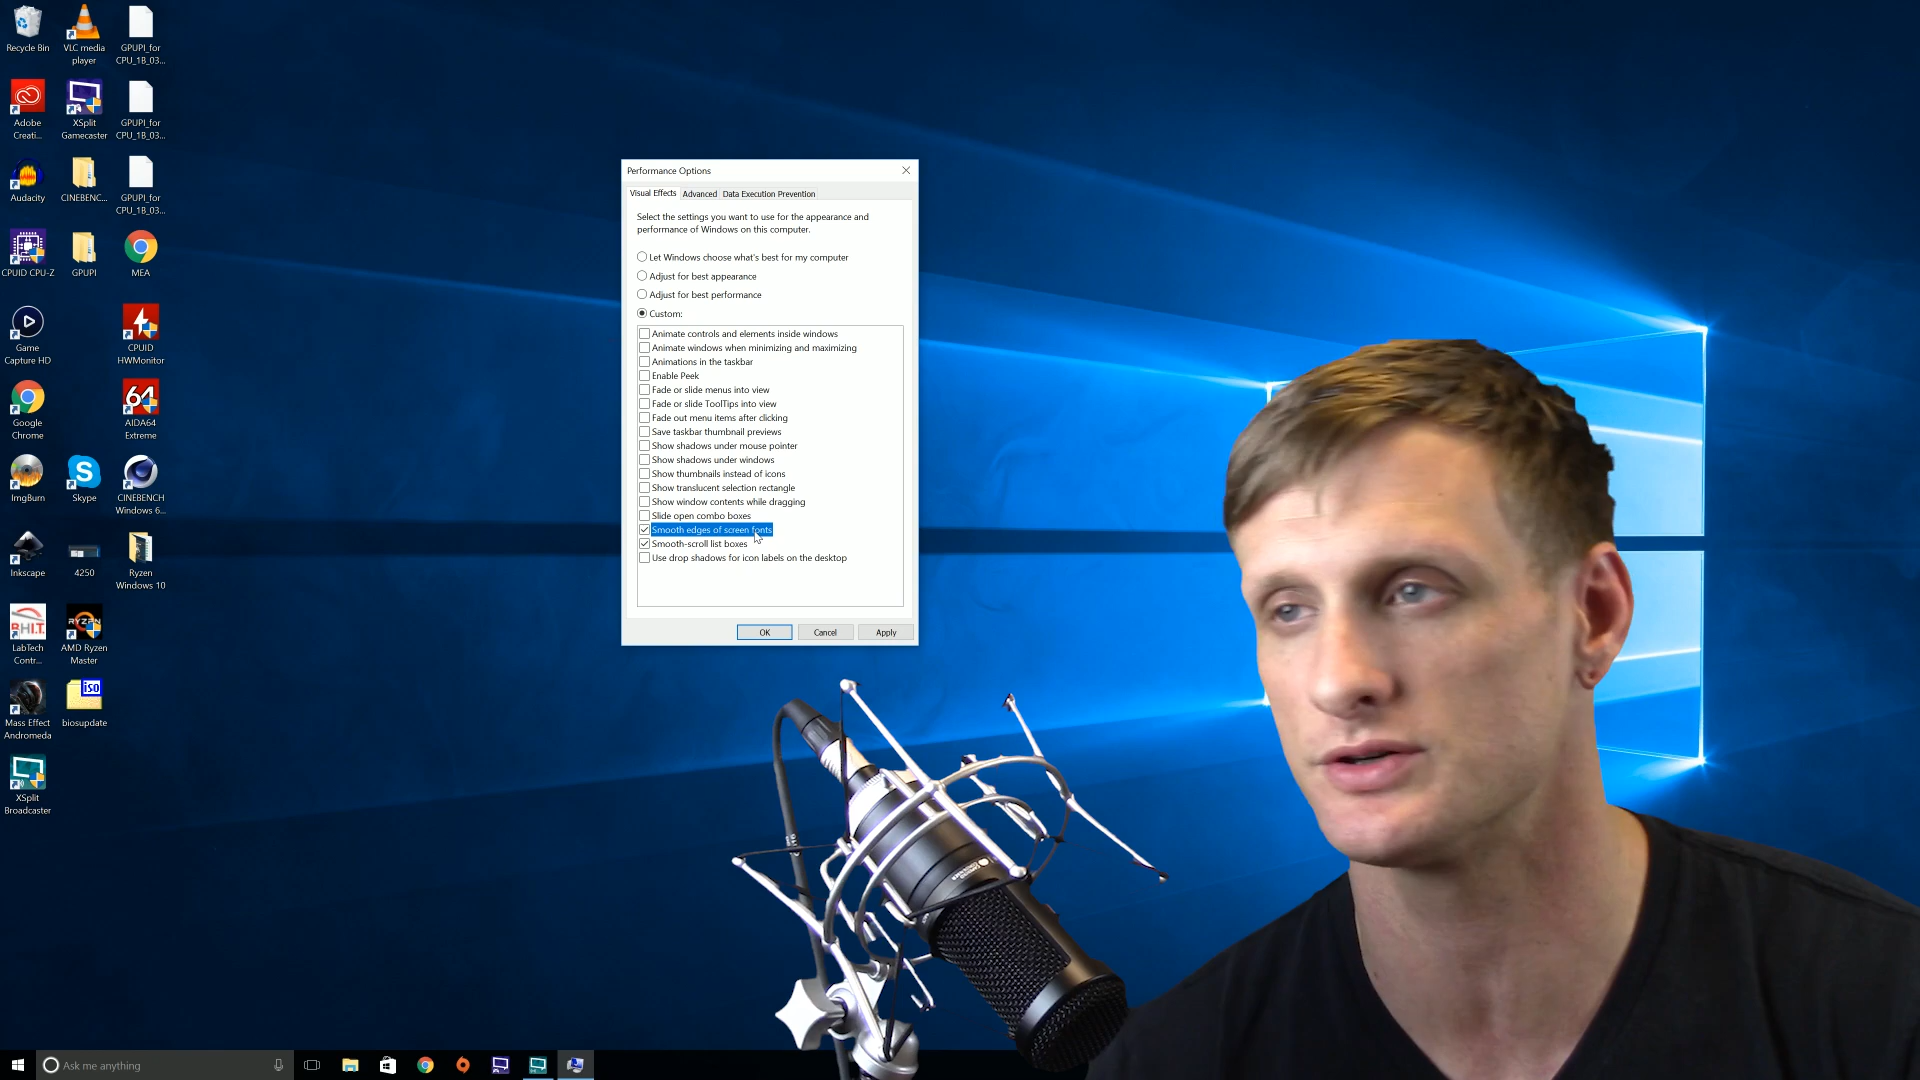 Recycle Bin
VLC media
player
GPUPI_for
CPU_1B_03...
Adobe
Creati...
XSplit
Gamecaster
GPUPI_for
CPU_1B_03...
Audacity
CINEBENC...
GPUPI_for
CPU_1B_03...
CPUID CPU-Z
GPUPI
MEA
Game
Capture HD
CPUID
HWMonitor
Google
Chrome
64
AIDA64
Extreme
ImgBurn
Skype
CINEBENCH
Windows 6...
Inkscape
4250
Ryzen
Windows 10
LabTech
Contr...
RYZEN
AMD Ryzen
Master
Mass Effect
Andromeda
iso
biosupdate
XSplit
Broadcaster
Performance Options
Visual Effects
Advanced
Data Execution Prevention
Select the settings you want to use for the appearance and
performance of Windows on this computer.
Let Windows choose what's best for my computer
Adjust for best appearance
Adjust for best performance
Custom:
Animate controls and elements inside windows
Animate windows when minimizing and maximizing
Animations in the taskbar
Enable Peek
Fade or slide menus into view
Fade or slide ToolTips into view
Fade out menu items after clicking
Save taskbar thumbnail previews
Show shadows under mouse pointer
Show shadows under windows
Show thumbnails instead of icons
Show translucent selection rectangle
Show window contents while dragging
Slide open combo boxes
Smooth edges of screen fonts
Smooth-scroll list boxes
Use drop shadows for icon labels on the desktop
OK
Cancel
Apply
Ask me anything